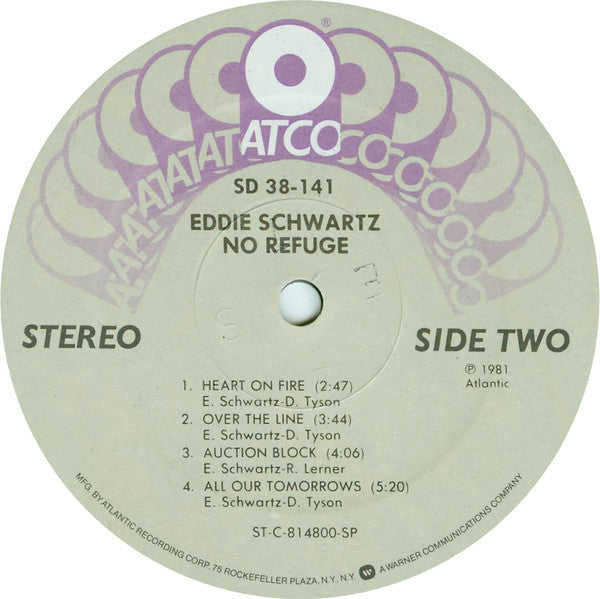 ®
ATCO
SD 38-141
EDDIE SCHWARTZ
NO REFUGE
STEREO
SIDE TWO
℗ 1981
Atlantic
1. HEART ON FIRE (2:47)
E. Schwartz-D. Tyson
2. OVER THE LINE (3:44)
E. Schwartz-D. Tyson
3. AUCTION BLOCK (4:06)
E. Schwartz-R. Lerner
4. ALL OUR TOMORROWS (5:20)
E. Schwartz-D. Tyson
ST-C-814800-SP
MFG. BY ATLANTIC RECORDING CORP. 75 ROCKEFELLER PLAZA, N.Y., N.Y. W A WARNER COMMUNICATIONS COMPANY.